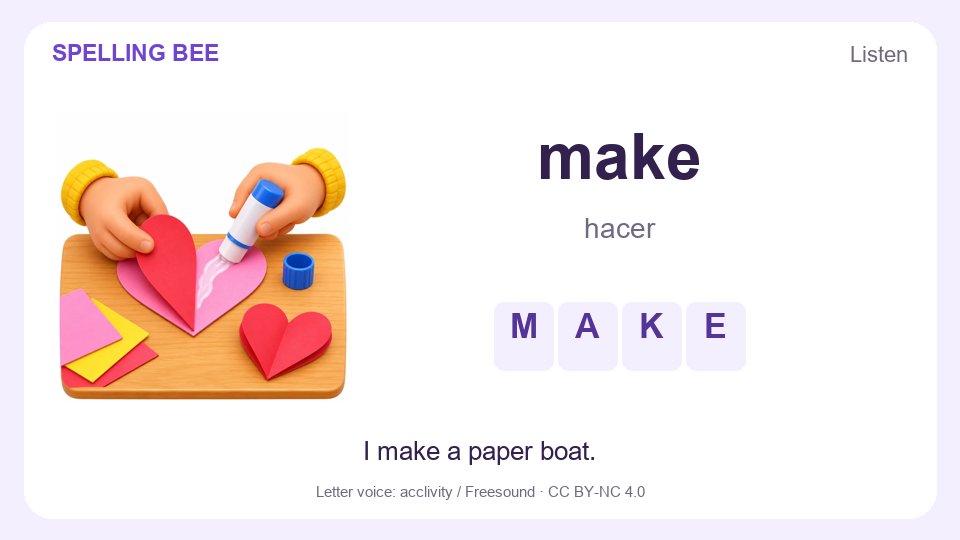 SPELLING BEE
Listen
make
hacer
M A K E
I make a paper boat.
Letter voice: acclivity / Freesound · CC BY-NC 4.0